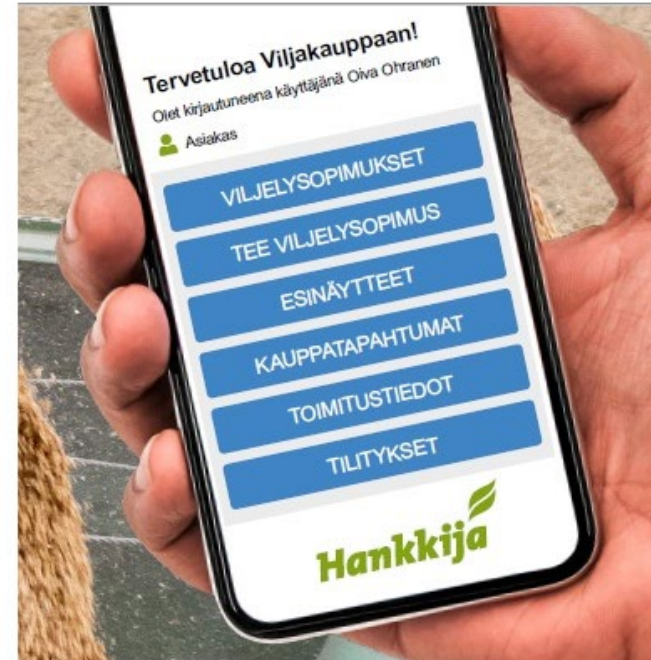 Tervetuloa Viljakauppaan!
Olet kirjautuneena käyttäjänä Oiva Ohranen
Asiakas
VILJELYSOPIMUKSET
TEE VILJELYSOPIMUS
ESINÄYTTEET
KAUPPATAPAHTUMAT
TOIMITUSTIEDOT
TILITYKSET
Hankkija